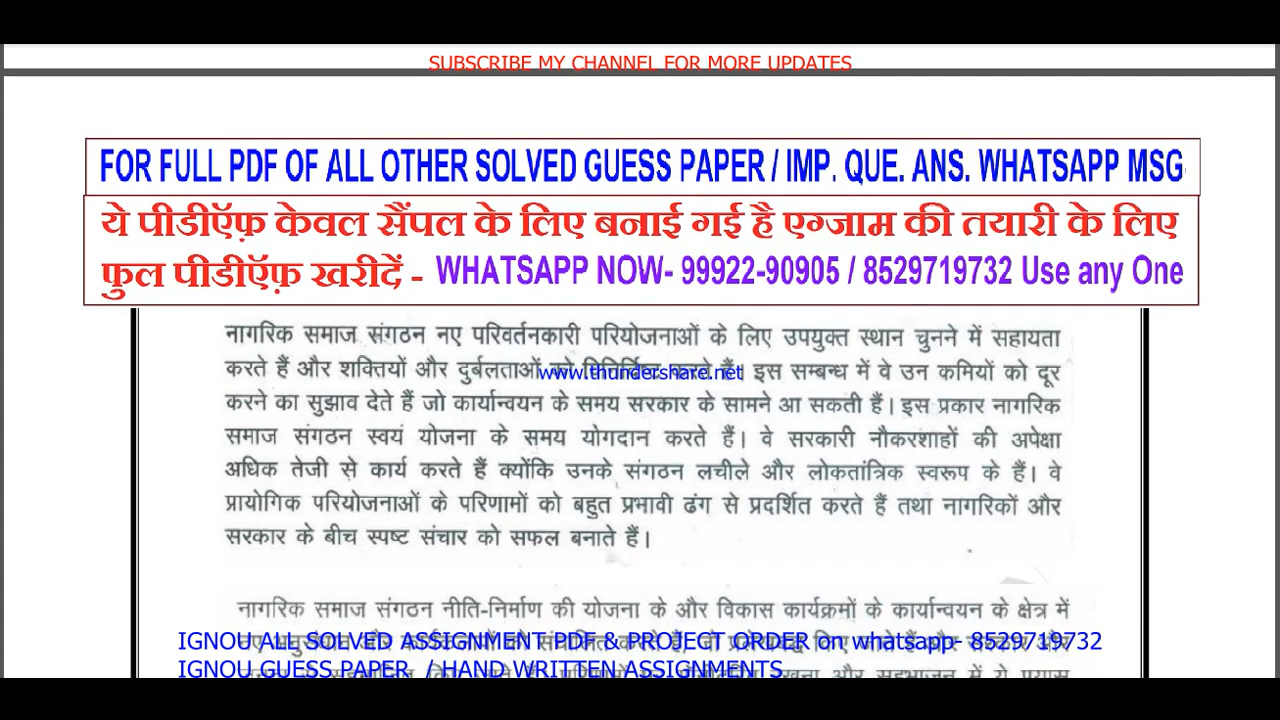 SUBSCRIBE MY CHANNEL FOR MORE UPDATES
FOR FULL PDF OF ALL OTHER SOLVED GUESS PAPER / IMP. QUE. ANS. WHATSAPP MSG
ये पीडीऍफ़ केवल सैंपल के लिए बनाई गई है एग्जाम की तयारी के लिए
फुल पीडीऍफ़ खरीदें - WHATSAPP NOW- 99922-90905 / 8529719732 Use any One
नागरिक समाज संगठन नए परिवर्तनकारी परियोजनाओं के लिए उपयुक्त स्थान चुनने में सहायता
करते हैं और शक्तियों और दुर्बलताओं www.thundershare.net इस सम्बन्ध में वे उन कमियों को दूर
करने का सुझाव देते हैं जो कार्यान्वयन के समय सरकार के सामने आ सकती हैं। इस प्रकार नागरिक
समाज संगठन स्वयं योजना के समय योगदान करते हैं। वे सरकारी नौकरशाहों की अपेक्षा
अधिक तेजी से कार्य करते हैं क्योंकि उनके संगठन लचीले और लोकतांत्रिक स्वरूप के हैं। वे
प्रायोगिक परियोजनाओं के परिणामों को बहुत प्रभावी ढंग से प्रदर्शित करते हैं तथा नागरिकों और
सरकार के बीच स्पष्ट संचार को सफल बनाते हैं।
नागरिक समाज संगठन नीति-निर्माण की योजना के और विकास कार्यक्रमों के कार्यान्वयन के क्षेत्र में
IGNOU ALL SOLVED ASSIGNMENT PDF & PROJECT ORDER on whatsapp- 8529719732
IGNOU GUESS PAPER / HAND WRITTEN ASSIGNMENTS